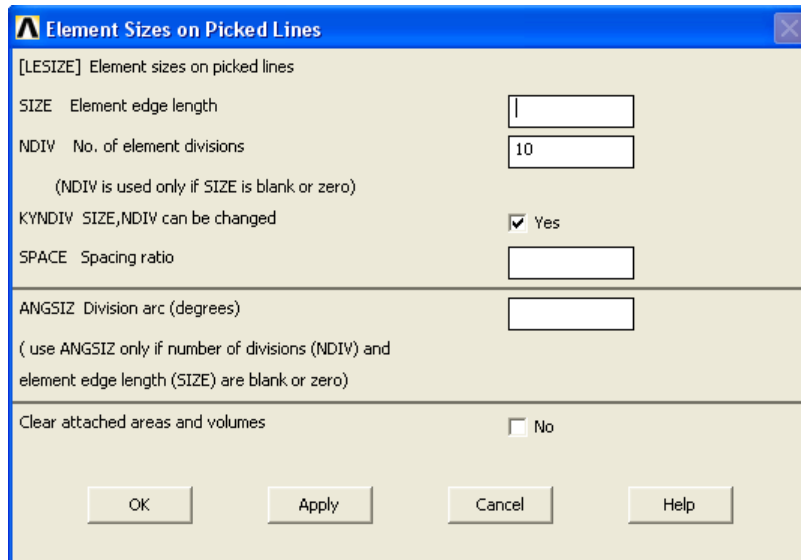 Element Sizes on Picked Lines
[LESIZE] Element sizes on picked lines
SIZE Element edge length
NDIV No. of element divisions
10
(NDIV is used only if SIZE is blank or zero)
KYNDIV SIZE,NDIV can be changed
Yes
SPACE Spacing ratio
ANGSIZ Division arc (degrees)
( use ANGSIZ only if number of divisions (NDIV) and
element edge length (SIZE) are blank or zero)
Clear attached areas and volumes
No
OK
Apply
Cancel
Help